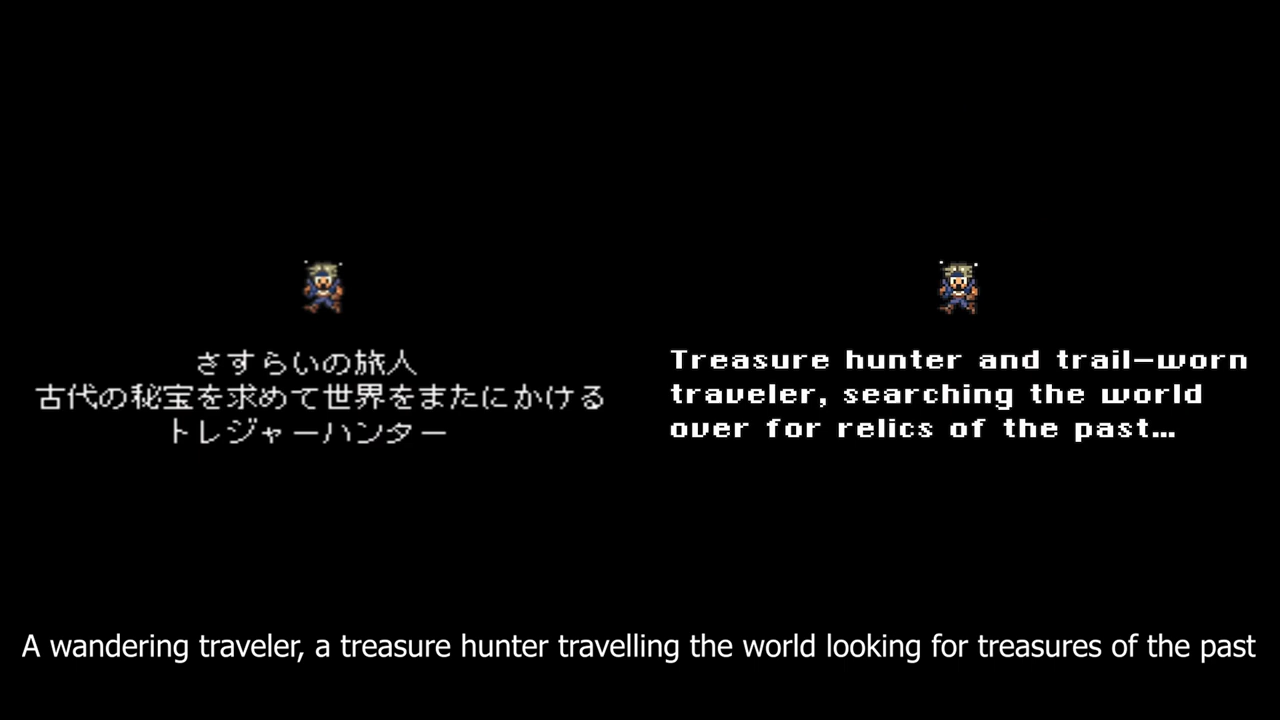 さすらいの旅人
古代の秘宝を求めて世界をまたにかける
トレジャーハンター
Treasure hunter and trail-worn
traveler, searching the world
over for relics of the past…
A wandering traveler, a treasure hunter travelling the world looking for treasures of the past